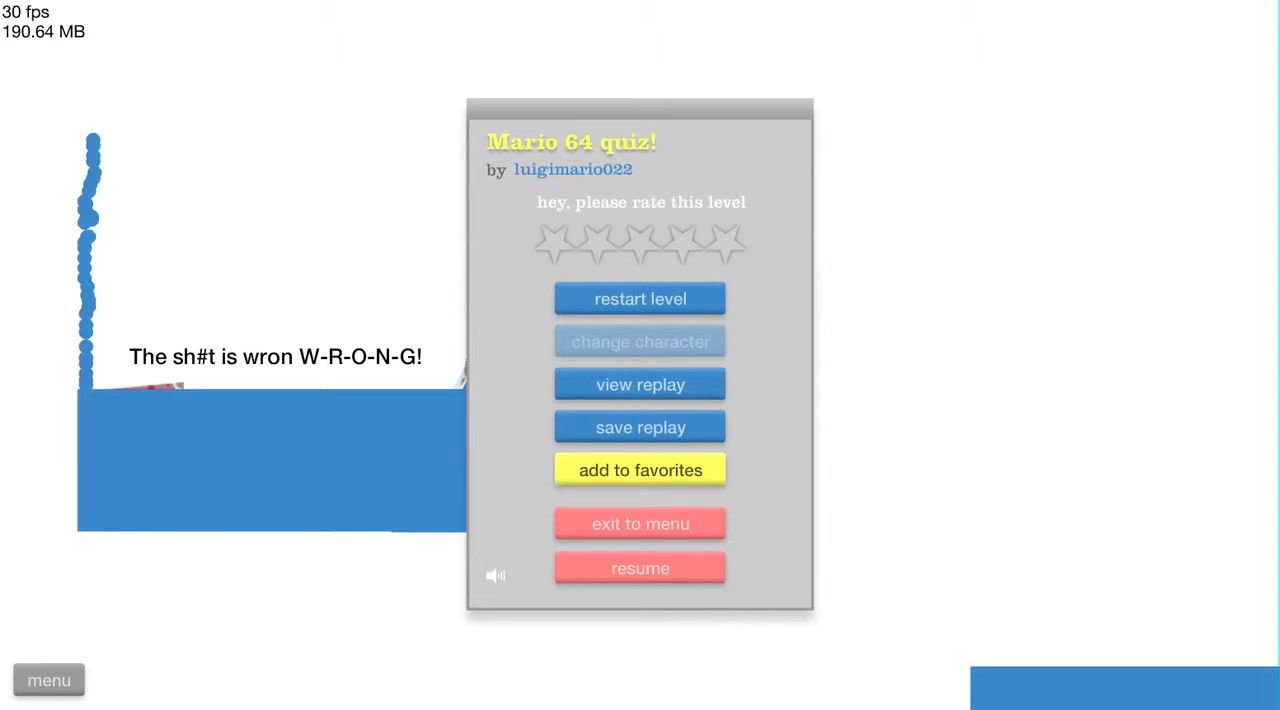 30 fps
190.64 MB
Mario 64 quiz!
by luigimario022
hey, please rate this level
restart level
change character
view replay
save replay
add to favorites
exit to menu
resume
The sh#t is wron W-R-O-N-G!
menu